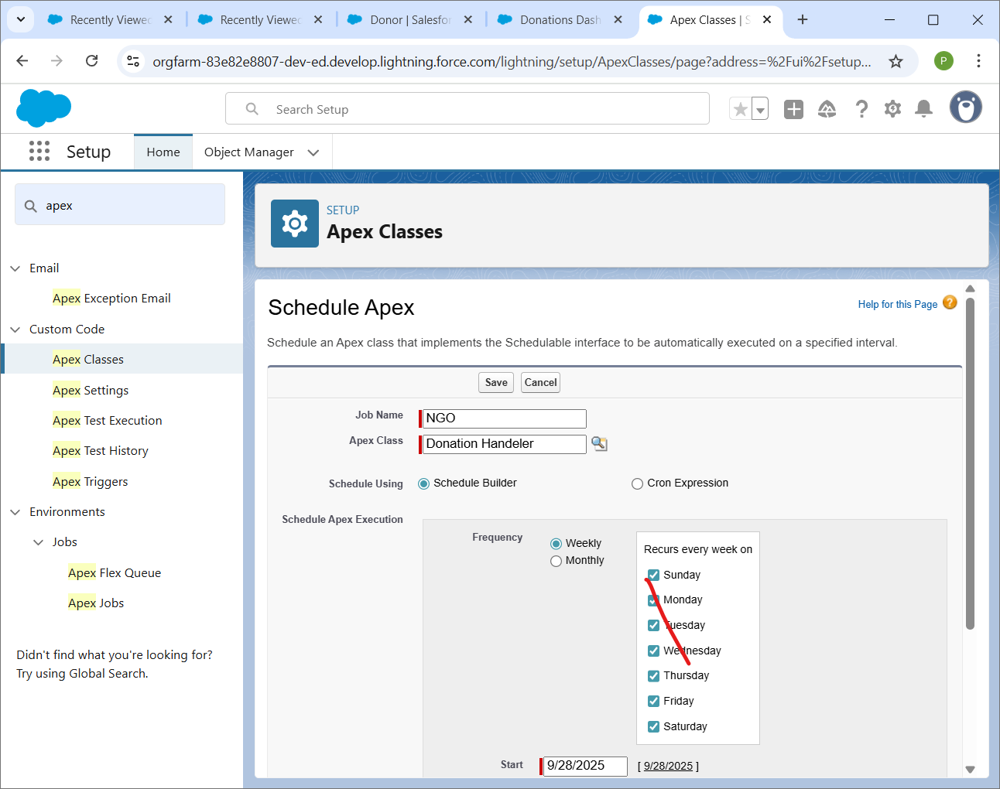 Recently Viewed
Recently Viewed
Donor | Salesfor
Donations Dash
Apex Classes | S
orgfarm-83e82e8807-dev-ed.develop.lightning.force.com/lightning/setup/ApexClasses/page?address=%2Fui%2Fsetup...
P
Search Setup
Setup
Home
Object Manager
apex
Email
Apex Exception Email
Custom Code
Apex Classes
Apex Settings
Apex Test Execution
Apex Test History
Apex Triggers
Environments
Jobs
Apex Flex Queue
Apex Jobs
Didn't find what you're looking for?
Try using Global Search.
SETUP
Apex Classes
Schedule Apex
Help for this Page
Schedule an Apex class that implements the Schedulable interface to be automatically executed on a specified interval.
Save Cancel
Job Name NGO
Apex Class Donation Handeler
Schedule Using Schedule Builder Cron Expression
Schedule Apex Execution
Frequency Weekly
Monthly
Recurs every week on
Sunday
Monday
Tuesday
Wednesday
Thursday
Friday
Saturday
Start 9/28/2025 [ 9/28/2025 ]